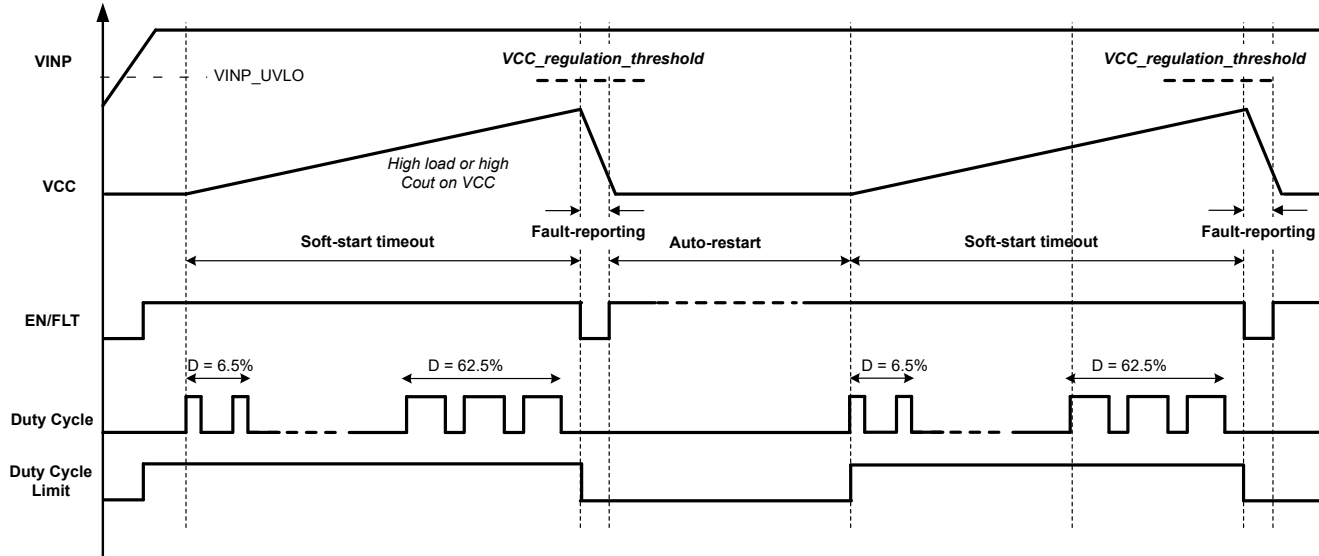 VINP
VINP_UVLO
VCC_regulation_threshold
VCC_regulation_threshold
High load or high
Cout on VCC
VCC
Fault-reporting
Fault-reporting
Soft-start timeout
Auto-restart
Soft-start timeout
EN/FLT
D = 6.5%
D = 62.5%
D = 6.5%
D = 62.5%
Duty Cycle
Duty Cycle
Limit